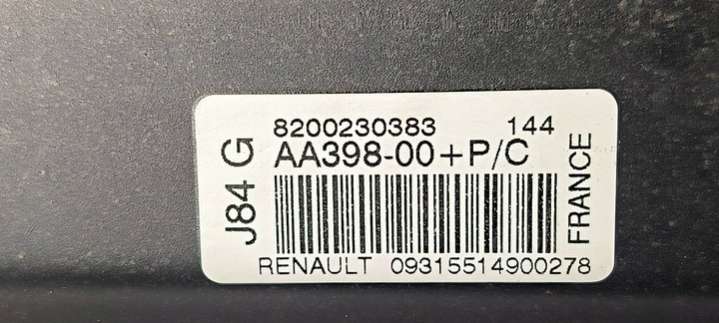 8200230383 144
AA398-00+P/C
J84 G
FRANCE
RENAULT 09315514900278